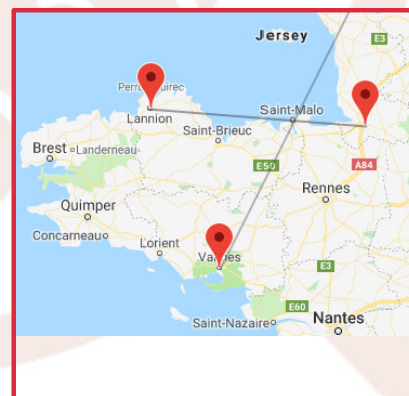 Jersey
E3
Perros-Guirec
Lannion
Saint-Malo
Saint-Brieuc
Brest
Landerneau
E50
A84
Rennes
Quimper
Concarneau
Lorient
Vannes
E3
E60
Saint-Nazaire
Nantes